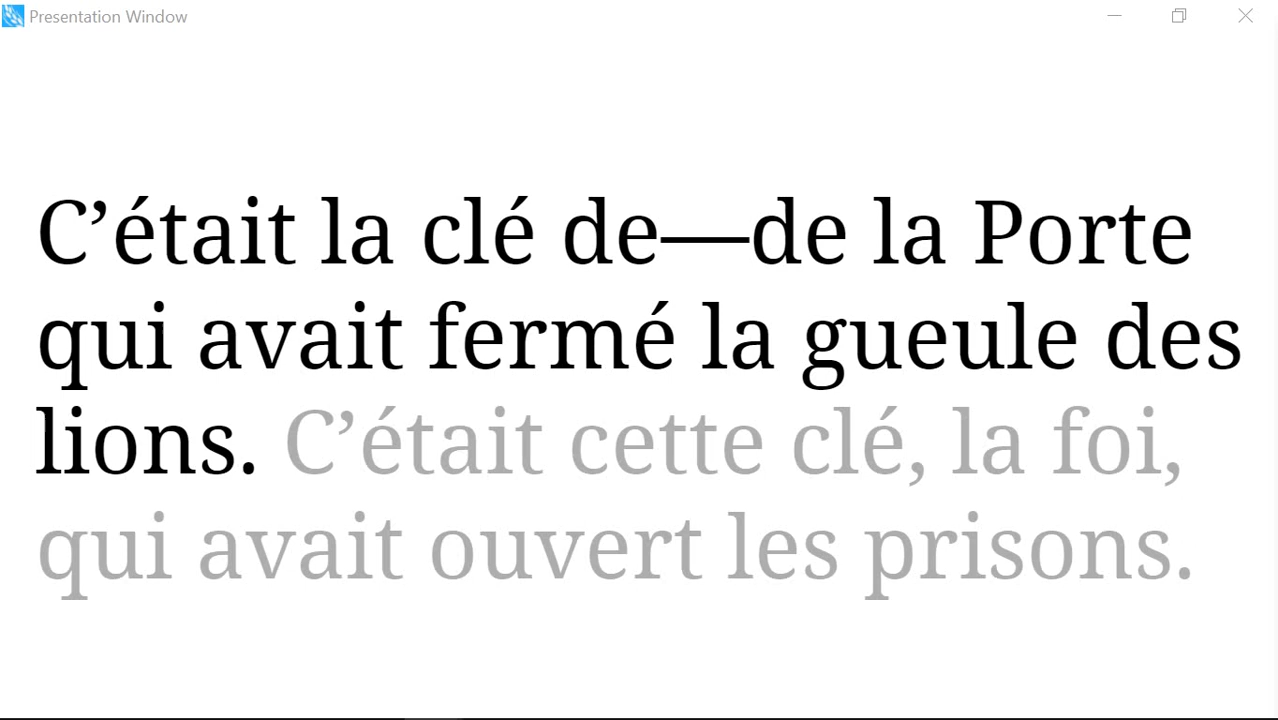 Presentation Window
C’était la clé de—de la Porte
qui avait fermé la gueule des
lions. C’était cette clé, la foi,
qui avait ouvert les prisons.